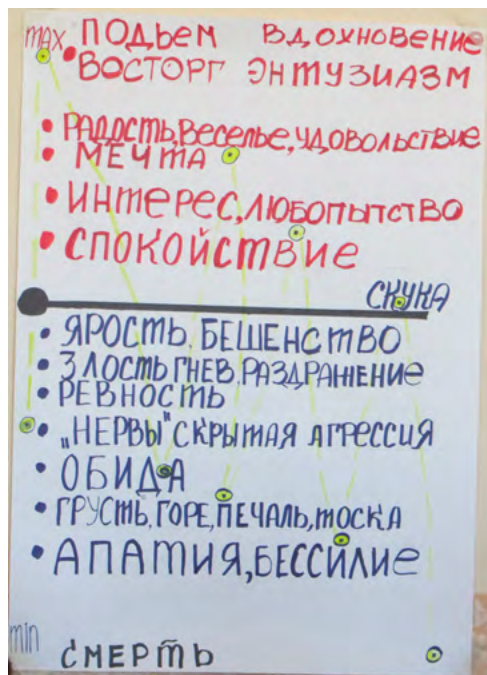 max ПОДЬЕМ ВДОХНОВЕНИЕ
• ВОСТОРГ ЭНТУЗИАЗМ
• РАДОСТЬ, ВЕСЕЛЬЕ, УДОВОЛЬСТВИЕ
• МЕЧТА
• ИНТЕРЕС, ЛЮБОПЫТСТВО
• СПОКОЙСТВИЕ
СКУКА
• ЯРОСТЬ, БЕШЕНСТВО
• ЗЛОСТЬ ГНЕВ, РАЗДРАЖЕНИЕ
• РЕВНОСТЬ
• „НЕРВЫ" СКРЫТАЯ АГРЕССИЯ
• ОБИДА
• ГРУСТЬ, ГОРЕ, ПЕЧАЛЬ, ТОСКА
• АПАТИЯ, БЕССИЛИЕ
min СМЕРТЬ